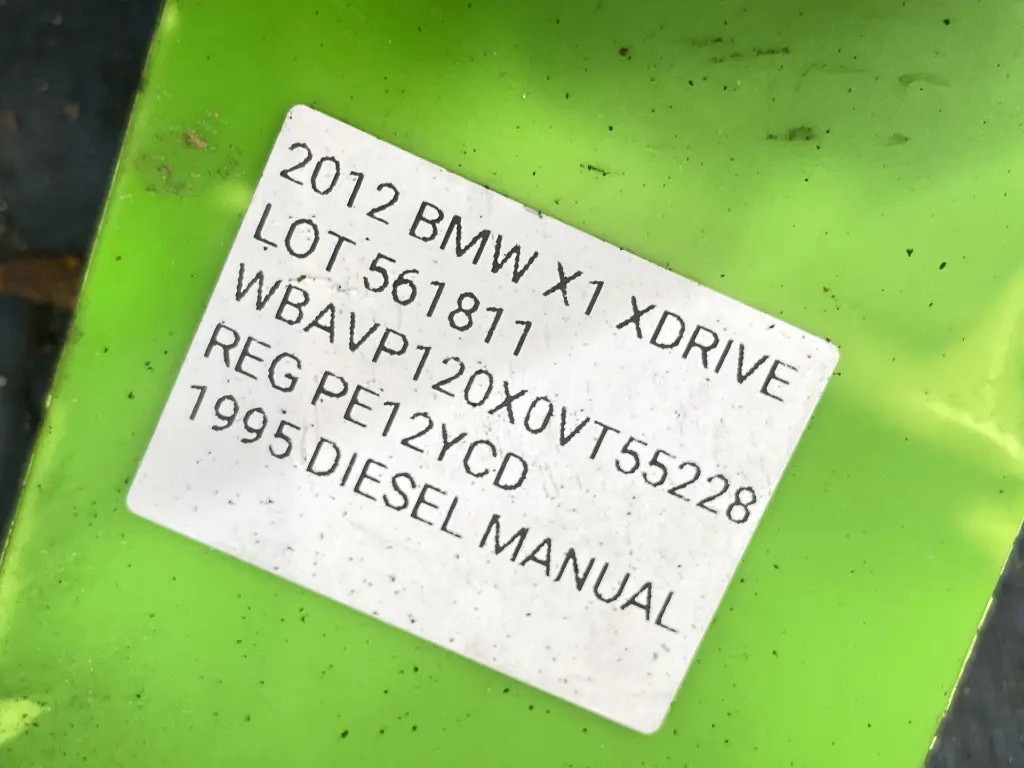 2012 BMW X1 XDRIVE
LOT 561811
WBAVP120X0VT55228
REG PE12YCD
1995 DIESEL MANUAL